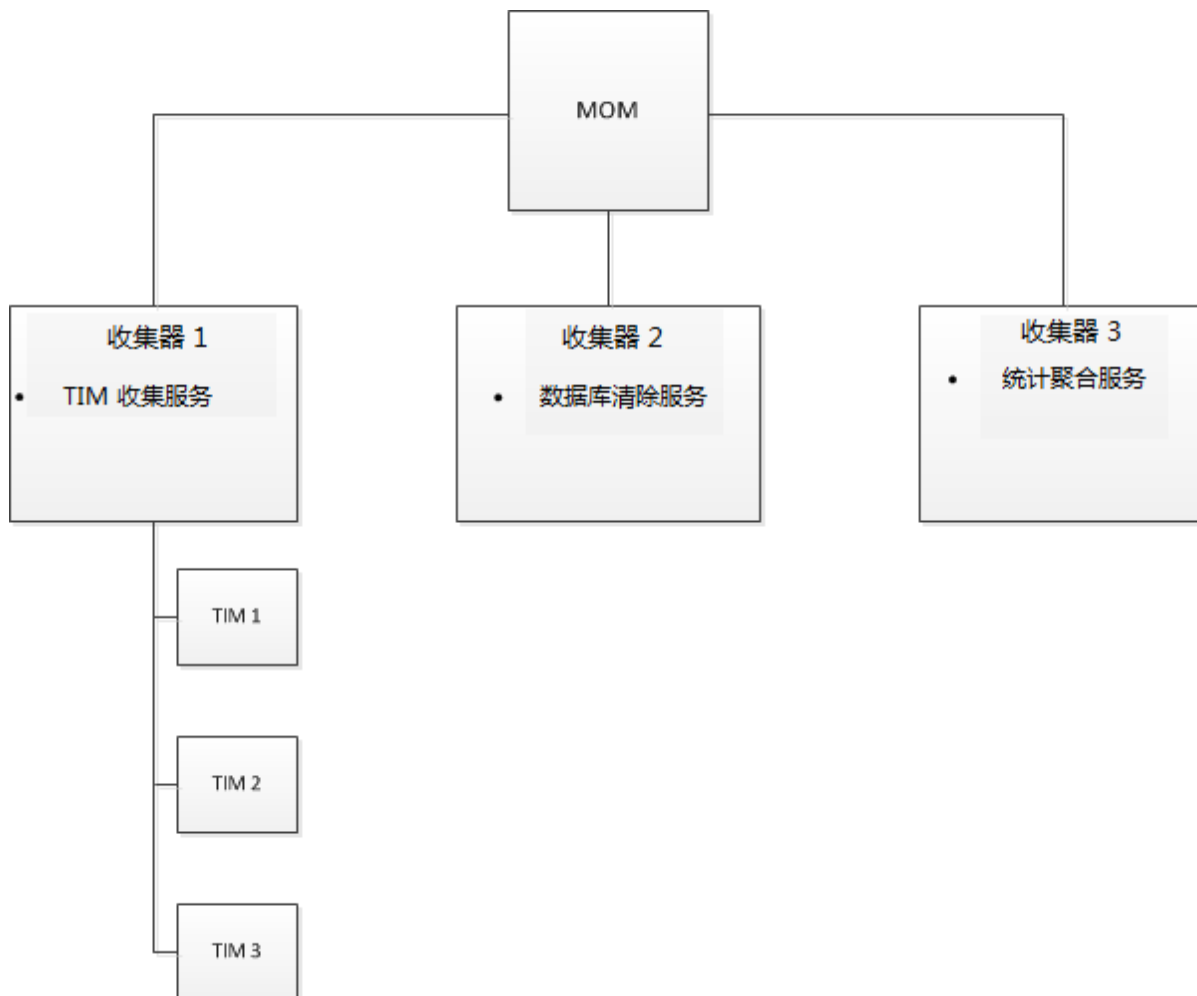 MOM
收集器 1
• TIM 收集服务
收集器 2
• 数据库清除服务
收集器 3
• 统计聚合服务
TIM 1
TIM 2
TIM 3